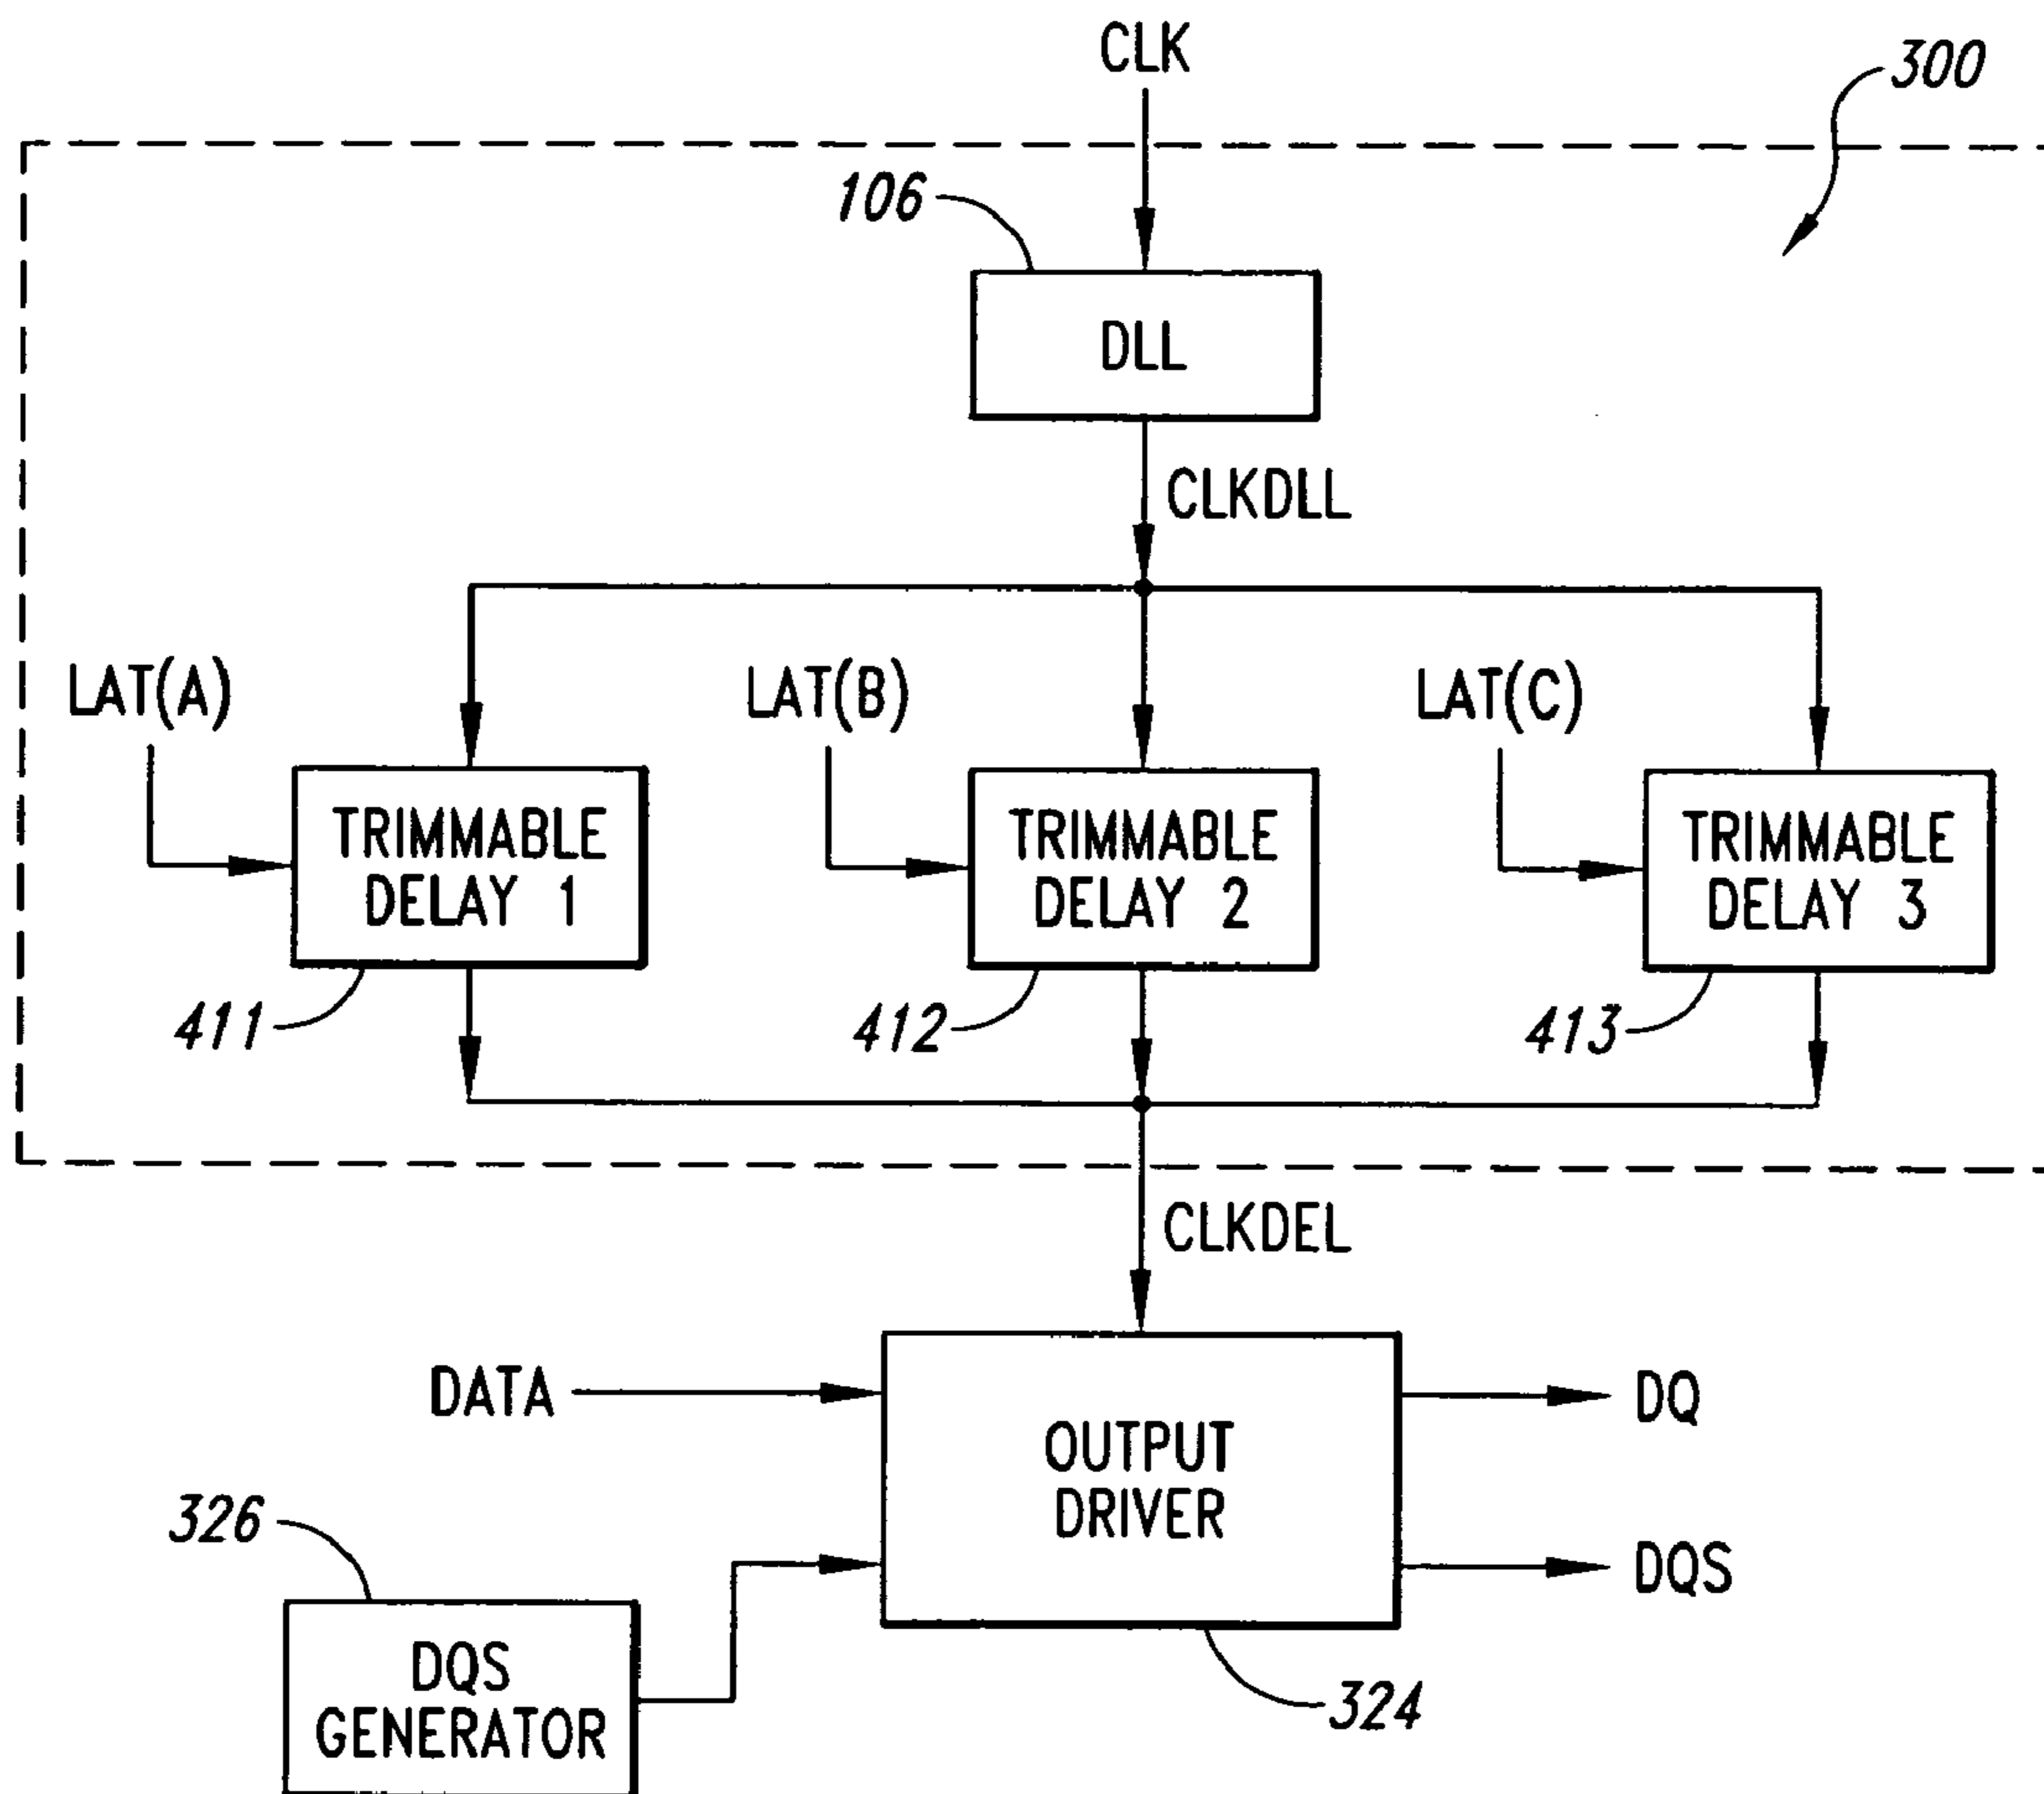 CLK
300
106
DLL
CLKDLL
LAT(A)
LAT(B)
LAT(C)
TRIMMABLE
DELAY 1
TRIMMABLE
DELAY 2
TRIMMABLE
DELAY 3
411
412
413
CLKDEL
DATA
DQ
OUTPUT
DRIVER
326
DQS
DQS
GENERATOR
324